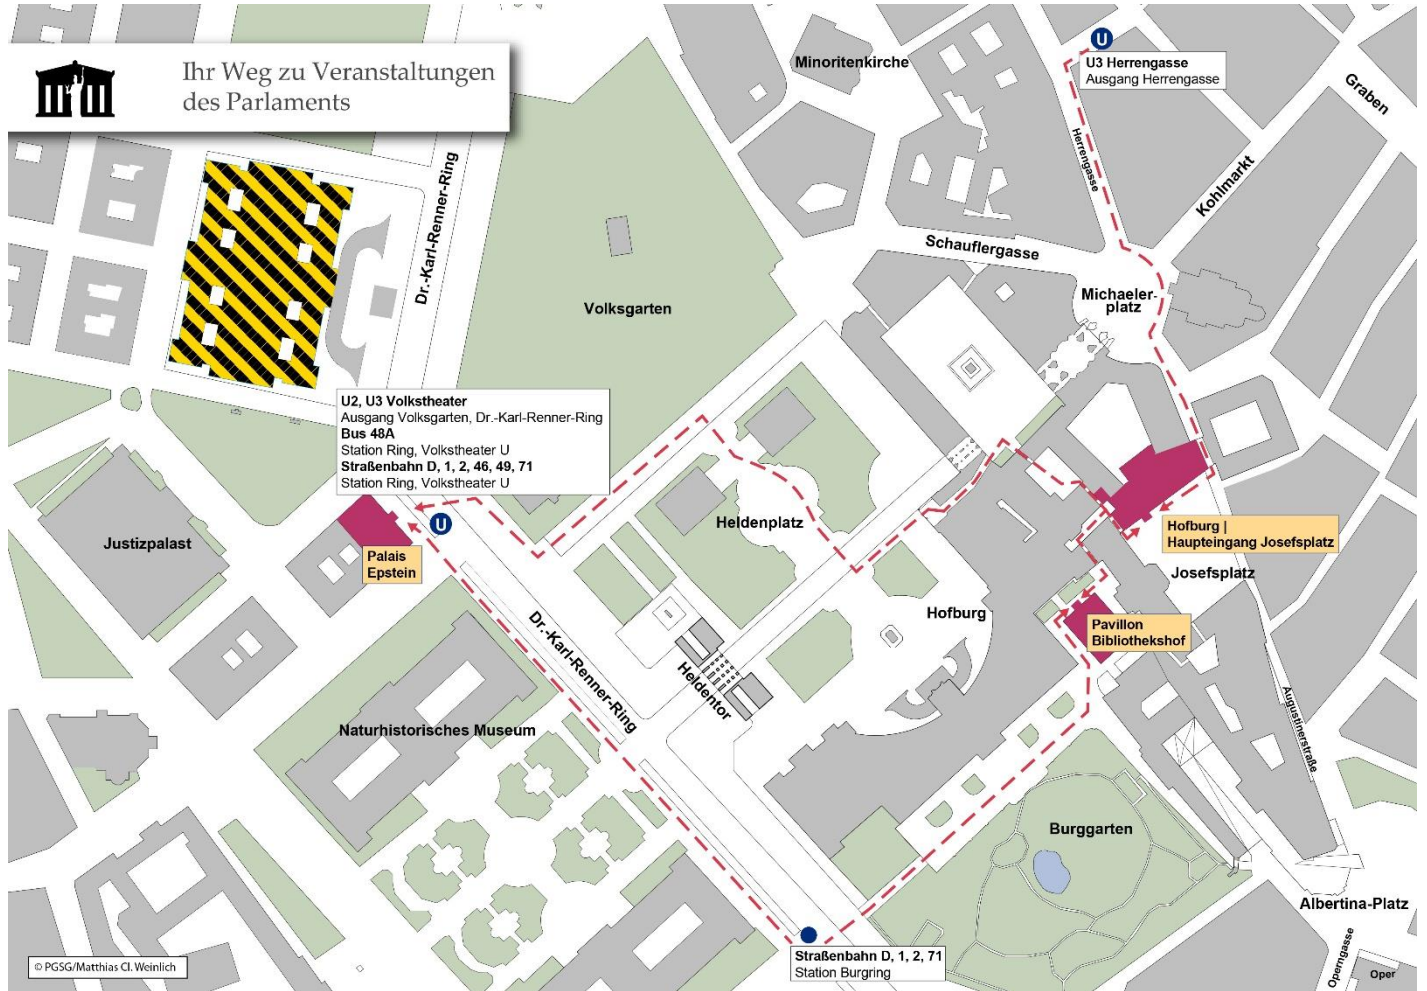 Ihr Weg zu Veranstaltungen
des Parlaments
Minoritenkirche
U
U3 Herrengasse
Ausgang Herrengasse
Graben
Herrengasse
Kohlmarkt
Dr.-Karl-Renner-Ring
Schauflergasse
Volksgarten
Michaeler-
platz
U2, U3 Volkstheater
Ausgang Volksgarten, Dr.-Karl-Renner-Ring
Bus 48A
Station Ring, Volkstheater U
Straßenbahn D, 1, 2, 46, 49, 71
Station Ring, Volkstheater U
U
Justizpalast
Palais
Epstein
Heldenplatz
Hofburg |
Haupteingang Josefsplatz
Josefsplatz
Hofburg
Pavillon
Bibliothekshof
Dr.-Karl-Renner-Ring
Heldentor
Naturhistorisches Museum
Augustinerstraße
Burggarten
Albertina-Platz
Straßenbahn D, 1, 2, 71
Station Burgring
Operngasse
Oper
© PGSG/Matthias Cl. Weinlich